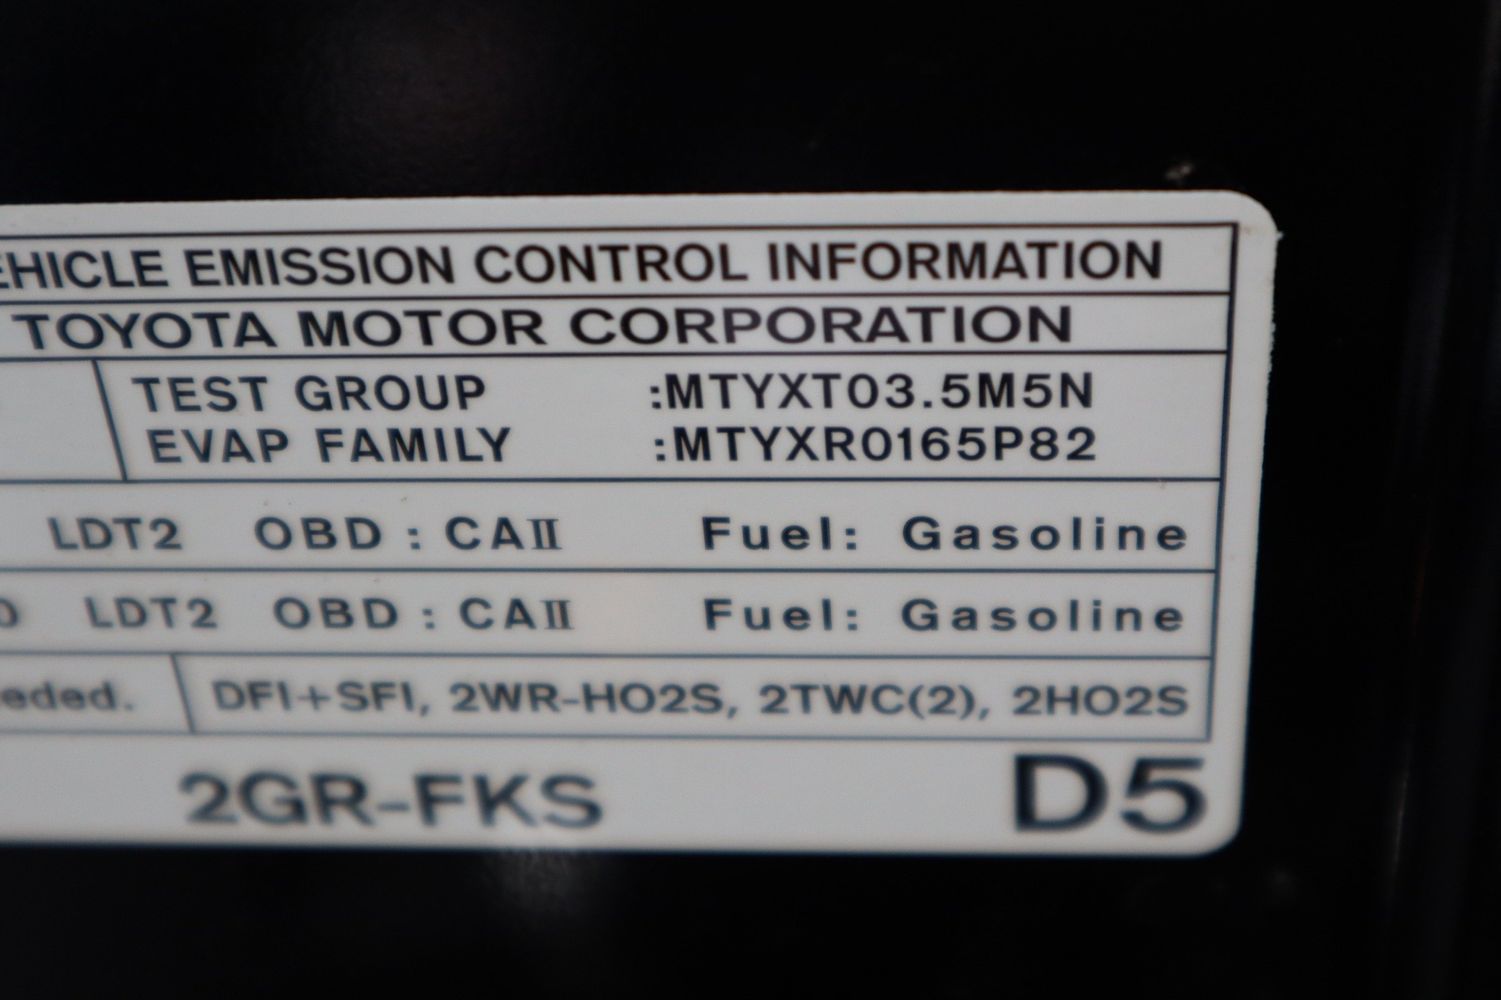 EHICLE EMISSION CONTROL INFORMATION
TOYOTA MOTOR CORPORATION
TEST GROUP :MTYXT03.5M5N
EVAP FAMILY :MTYXR0165P82
LDT2 OBD : CAII Fuel: Gasoline
0 LDT2 OBD : CAII Fuel: Gasoline
eded. DFI+SFI, 2WR-HO2S, 2TWC(2), 2HO2S
2GR-FKS D5